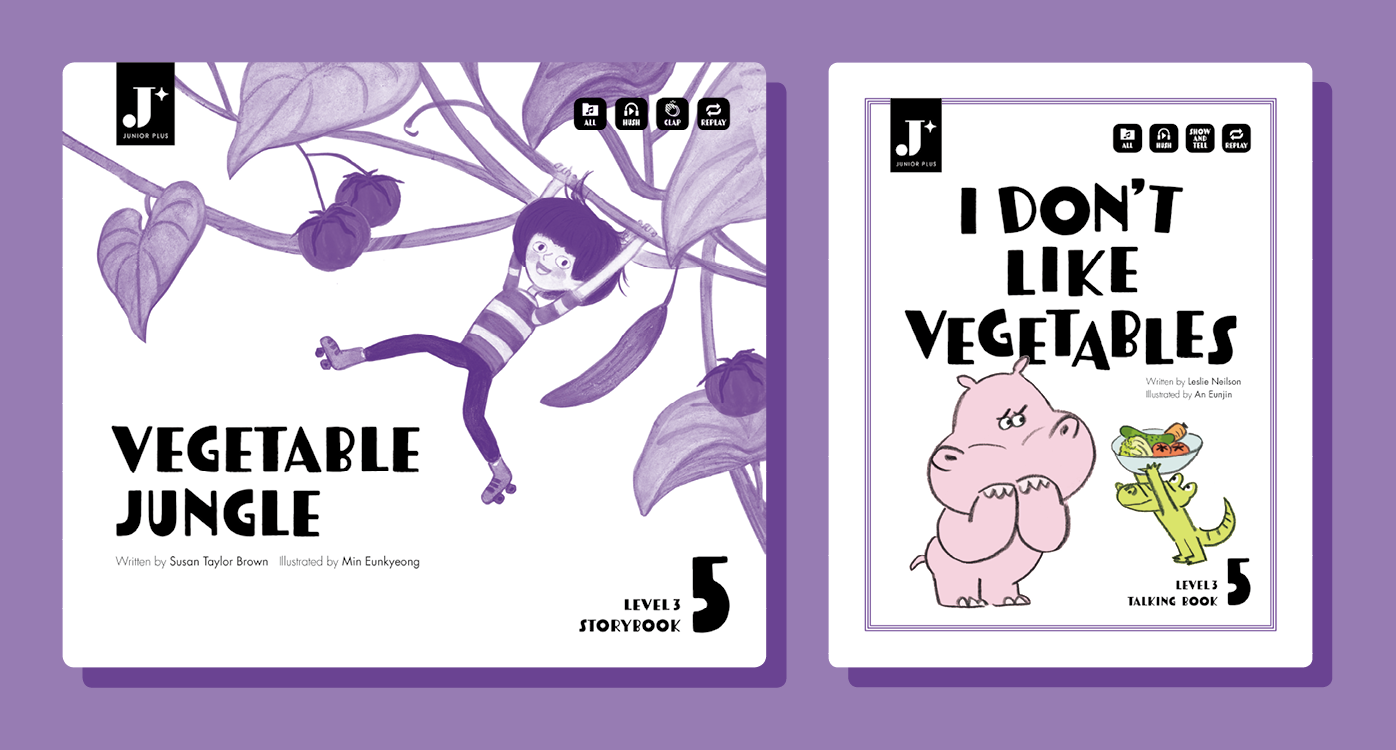 J
JUNIOR PLUS
ALL
HUSH
CLAP
REPLAY
VEGETABLE
JUNGLE
Written by Susan Taylor Brown Illustrated by Min Eunkyeong
LEVEL 3
STORYBOOK
5
J
JUNIOR PLUS
ALL
HUSH
SHOW
AND
TELL
REPLAY
I DON'T
LIKE
VEGETABLES
Written by Leslie Neilson
Illustrated by An Eunjin
LEVEL 3
TALKING BOOK
5